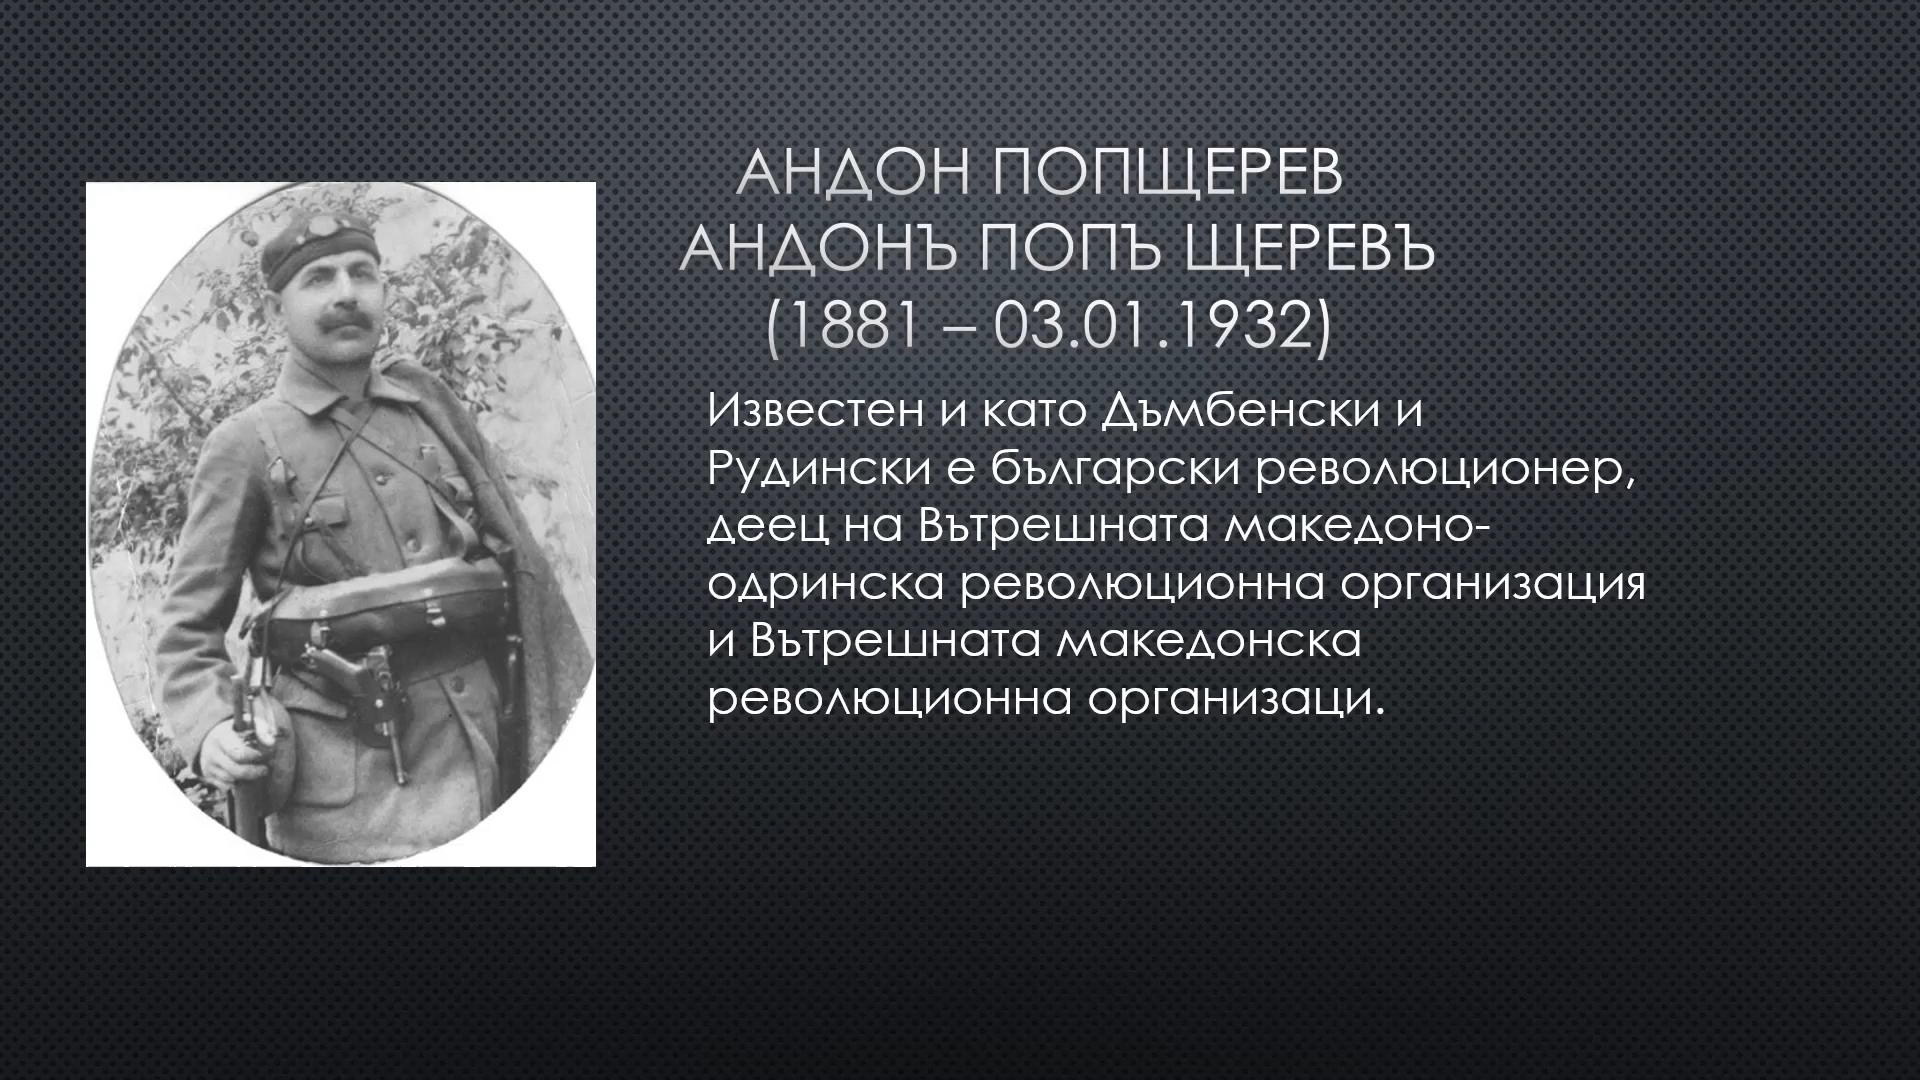 АНДОН ПОПЩЕРЕВ
АНДОНЪ ПОПЪ ЩЕРЕВЪ
(1881 – 03.01.1932)
Известен и като Дъмбенски и
Рудински е български революционер,
деец на Вътрешната македоно-
одринска революционна организация
и Вътрешната македонска
революционна организаци.